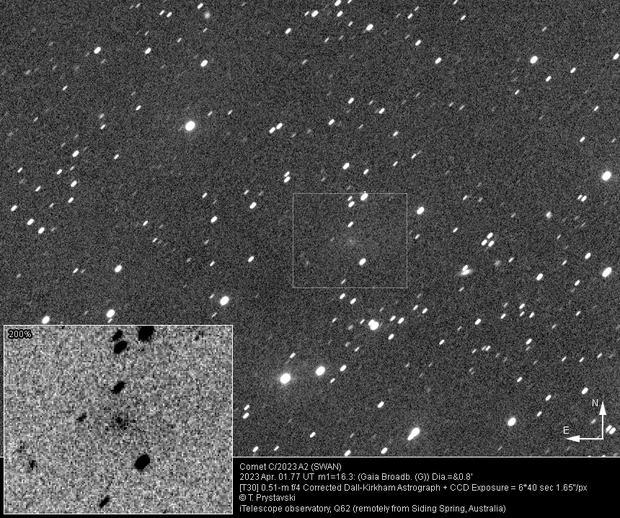 N
E
200%
Comet C/2023 A2 (SWAN)
2023 Apr. 01.77 UT m1=16.3: (Gaia Broadb. (G)) Dia.=&0.8'
[T30] 0.51-m f/4 Corrected Dall-Kirkham Astrograph + CCD Exposure = 6*40 sec 1.65"/px
© T. Prystavski
iTelescope observatory, Q62 (remotely from Siding Spring, Australia)